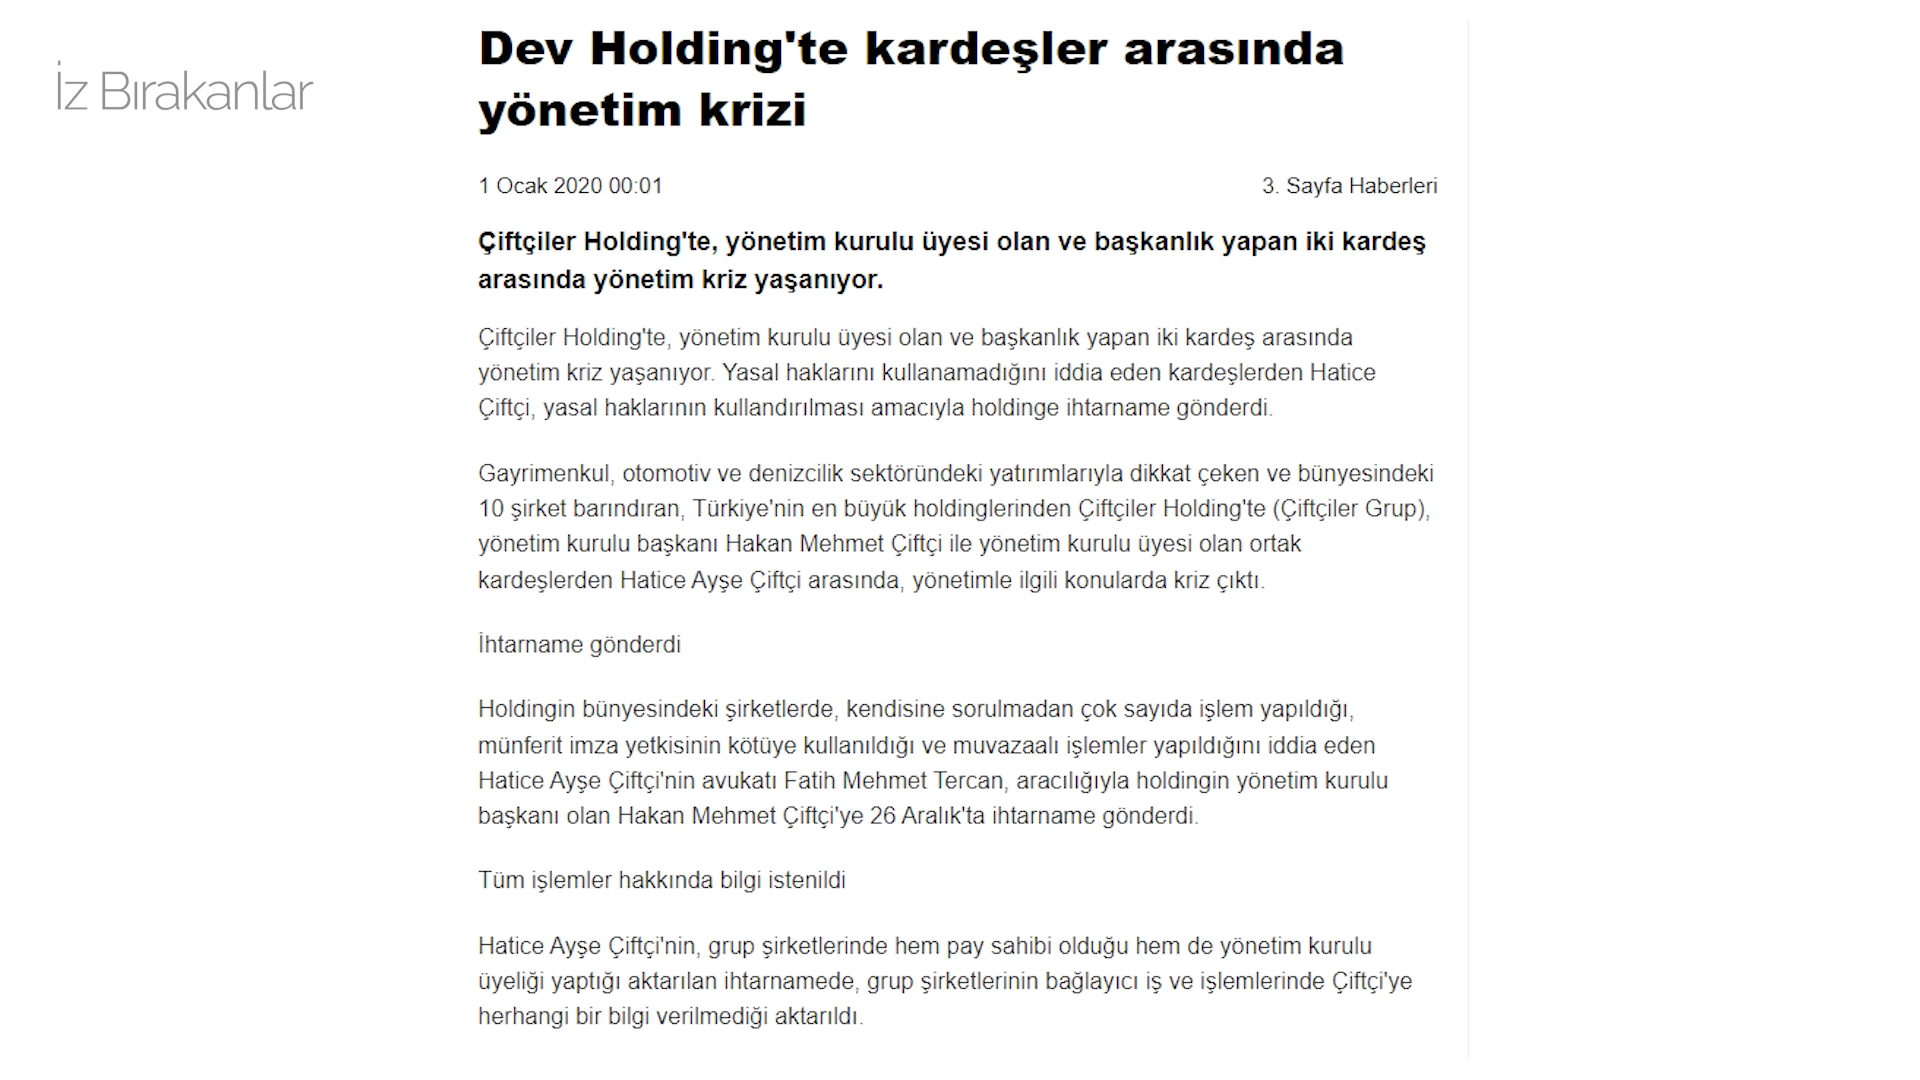 İz Bırakanlar
Dev Holding'te kardeşler arasında
yönetim krizi
1 Ocak 2020 00:01
3. Sayfa Haberleri
Çiftçiler Holding'te, yönetim kurulu üyesi olan ve başkanlık yapan iki kardeş
arasında yönetim kriz yaşanıyor.
Çiftçiler Holding'te, yönetim kurulu üyesi olan ve başkanlık yapan iki kardeş arasında
yönetim kriz yaşanıyor. Yasal haklarını kullanamadığını iddia eden kardeşlerden Hatice
Çiftçi, yasal haklarının kullandırılması amacıyla holdinge ihtarname gönderdi.
Gayrimenkul, otomotiv ve denizcilik sektöründeki yatırımlarıyla dikkat çeken ve bünyesindeki
10 şirket barındıran, Türkiye'nin en büyük holdinglerinden Çiftçiler Holding'te (Çiftçiler Grup),
yönetim kurulu başkanı Hakan Mehmet Çiftçi ile yönetim kurulu üyesi olan ortak
kardeşlerden Hatice Ayşe Çiftçi arasında, yönetimle ilgili konularda kriz çıktı.
İhtarname gönderdi
Holdingin bünyesindeki şirketlerde, kendisine sorulmadan çok sayıda işlem yapıldığı,
münferit imza yetkisinin kötüye kullanıldığı ve muvazaalı işlemler yapıldığını iddia eden
Hatice Ayşe Çiftçi'nin avukatı Fatih Mehmet Tercan, aracılığıyla holdingin yönetim kurulu
başkanı olan Hakan Mehmet Çiftçi'ye 26 Aralık'ta ihtarname gönderdi.
Tüm işlemler hakkında bilgi istenildi
Hatice Ayşe Çiftçi'nin, grup şirketlerinde hem pay sahibi olduğu hem de yönetim kurulu
üyeliği yaptığı aktarılan ihtarnamede, grup şirketlerinin bağlayıcı iş ve işlemlerinde Çiftçi'ye
herhangi bir bilgi verilmediği aktarıldı.